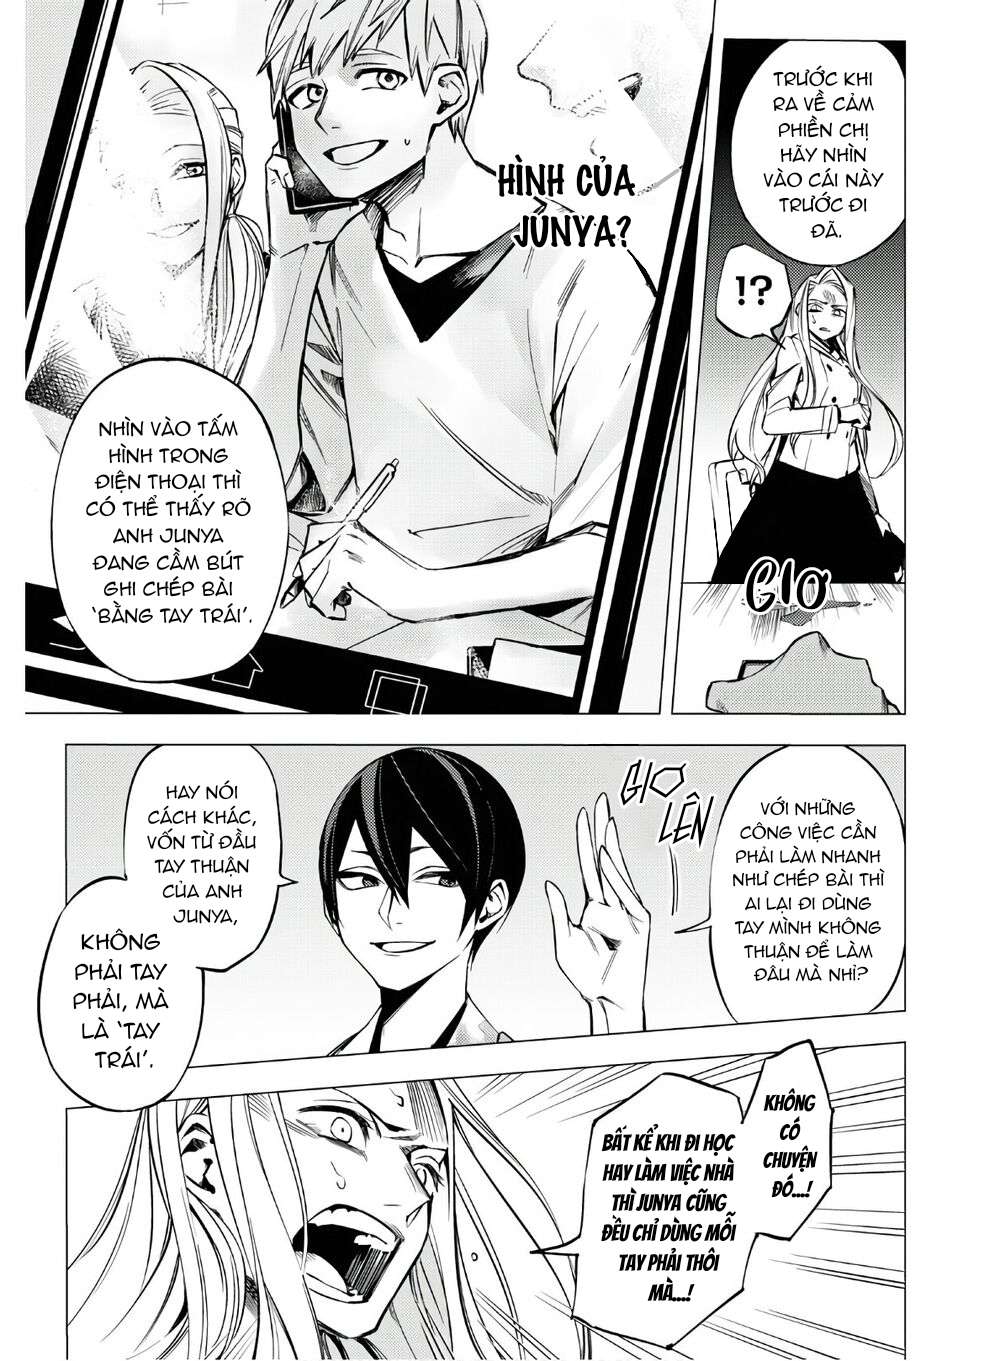 TRƯỚC KHI
RA VỀ CẢM
PHIỀN CHỊ
HÃY NHÌN
VÀO CÁI NÀY
TRƯỚC ĐI
ĐÃ.
!?
GIƠ
HÌNH CỦA
JUNYA?
NHÌN VÀO TẤM
HÌNH TRONG
ĐIỆN THOẠI THÌ
CÓ THỂ THẤY RÕ
ANH JUNYA
ĐANG CẦM BÚT
GHI CHÉP BÀI
'BẰNG TAY TRÁI'.
VỚI NHỮNG
CÔNG VIỆC CẦN
PHẢI LÀM NHANH
NHƯ CHÉP BÀI THÌ
AI LẠI ĐI DÙNG
TAY MÌNH KHÔNG
THUẬN ĐỂ LÀM
ĐÂU MÀ NHỈ?
GIƠ
LÊN
HAY NÓI
CÁCH KHÁC,
VỐN TỪ ĐẦU
TAY THUẬN
CỦA ANH
JUNYA,
KHÔNG
PHẢI TAY
PHẢI, MÀ
LÀ 'TAY
TRÁI'.
KHÔNG
CÓ
CHUYỆN
ĐÓ...!
BẤT KỂ KHI ĐI HỌC
HAY LÀM VIỆC NHÀ
THÌ JUNYA CŨNG
ĐỀU CHỈ DÙNG MỖI
TAY PHẢI THÔI
MÀ...!